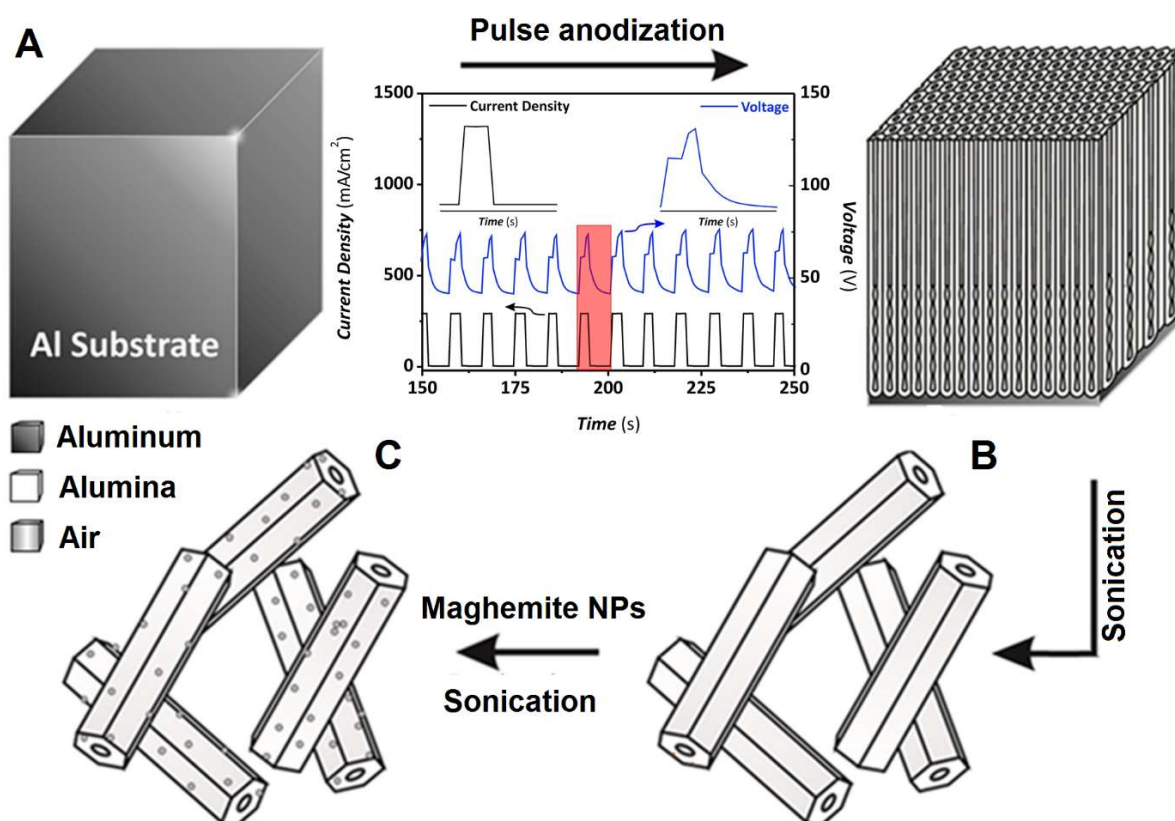 A
Pulse anodization
Al Substrate
1500
1000
500
0
Current Density (mA/cm²)
Current Density
Voltage
Time (s)
Time (s)
150
100
50
0
Voltage (V)
150
175
200
225
250
Time (s)
Aluminum
Alumina
Air
C
B
Maghemite NPs
Sonication
Sonication